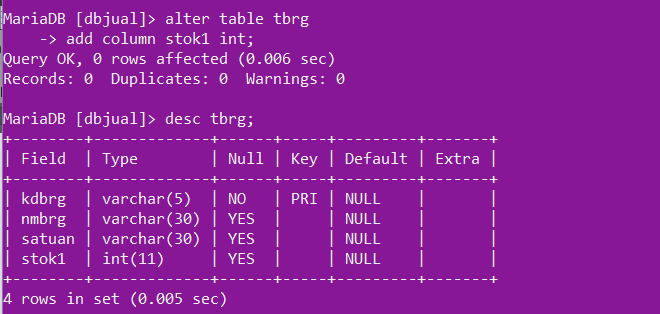 MariaDB [dbjual]> alter table tbrg
    -> add column stok1 int;
Query OK, 0 rows affected (0.006 sec)
Records: 0  Duplicates: 0  Warnings: 0

MariaDB [dbjual]> desc tbrg;
+--------+-------------+------+-----+---------+-------+
| Field  | Type        | Null | Key | Default | Extra |
+--------+-------------+------+-----+---------+-------+
| kdbrg  | varchar(5)  | NO   | PRI | NULL    |       |
| nmbrg  | varchar(30) | YES  |     | NULL    |       |
| satuan | varchar(30) | YES  |     | NULL    |       |
| stok1  | int(11)     | YES  |     | NULL    |       |
+--------+-------------+------+-----+---------+-------+
4 rows in set (0.005 sec)